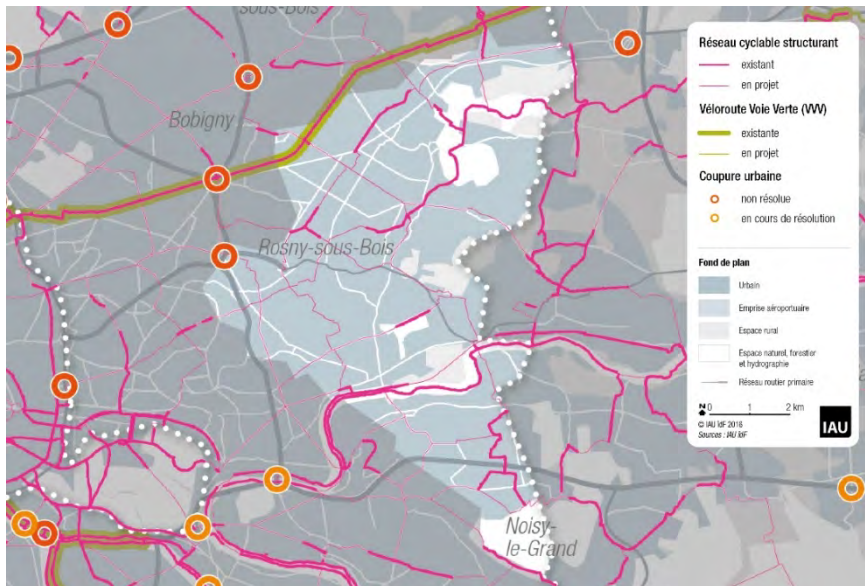 sous-Bois
Bobigny
Rosny-sous-Bois
Noisy-
le-Grand
Réseau cyclable structurant
existant
en projet
Véloroute Voie Verte (VVV)
existante
en projet
Coupure urbaine
non résolue
en cours de résolution
Fond de plan
Urbain
Emprise aéroportuaire
Espace rural
Espace naturel, forestier
et hydrographie
Réseau routier primaire
N 0 1 2 km
© IAU îdF 2016
Sources : IAU îdF
IAU